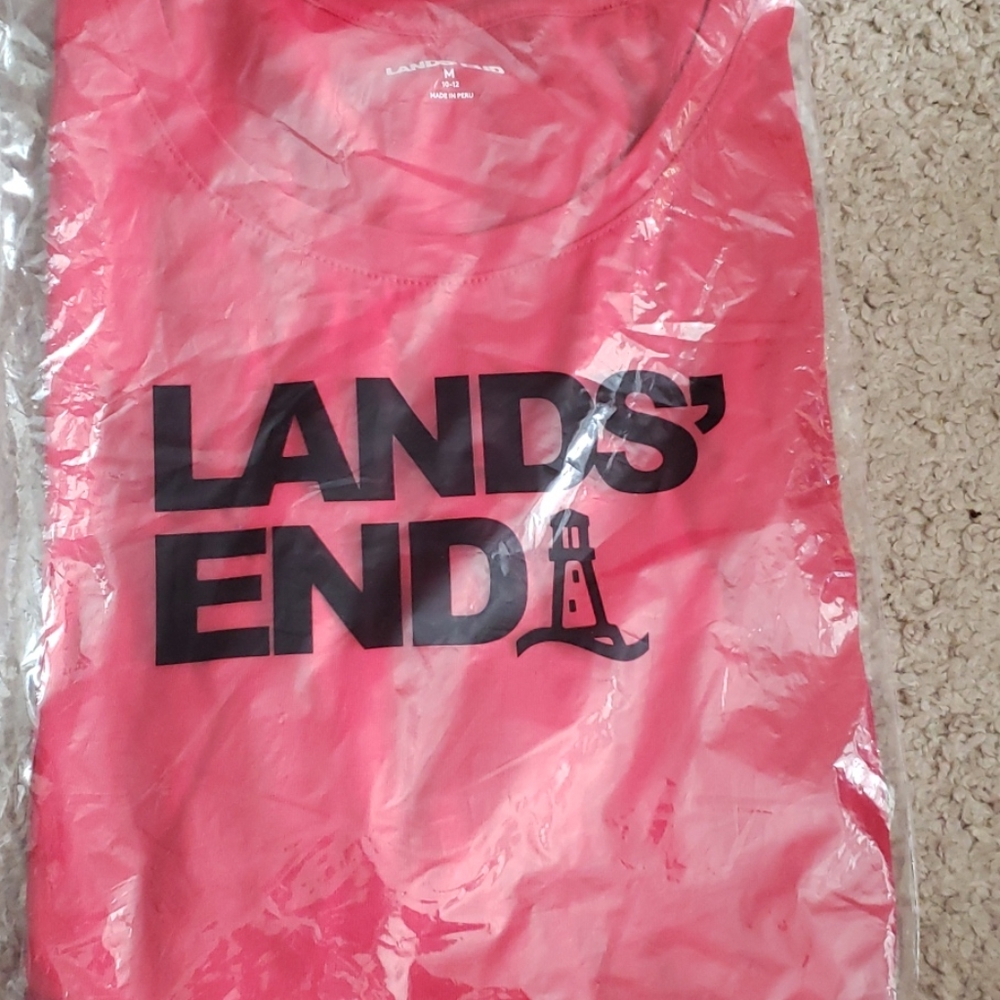 LANDS' END
M
10-12
MADE IN PERU
LANDS'
END